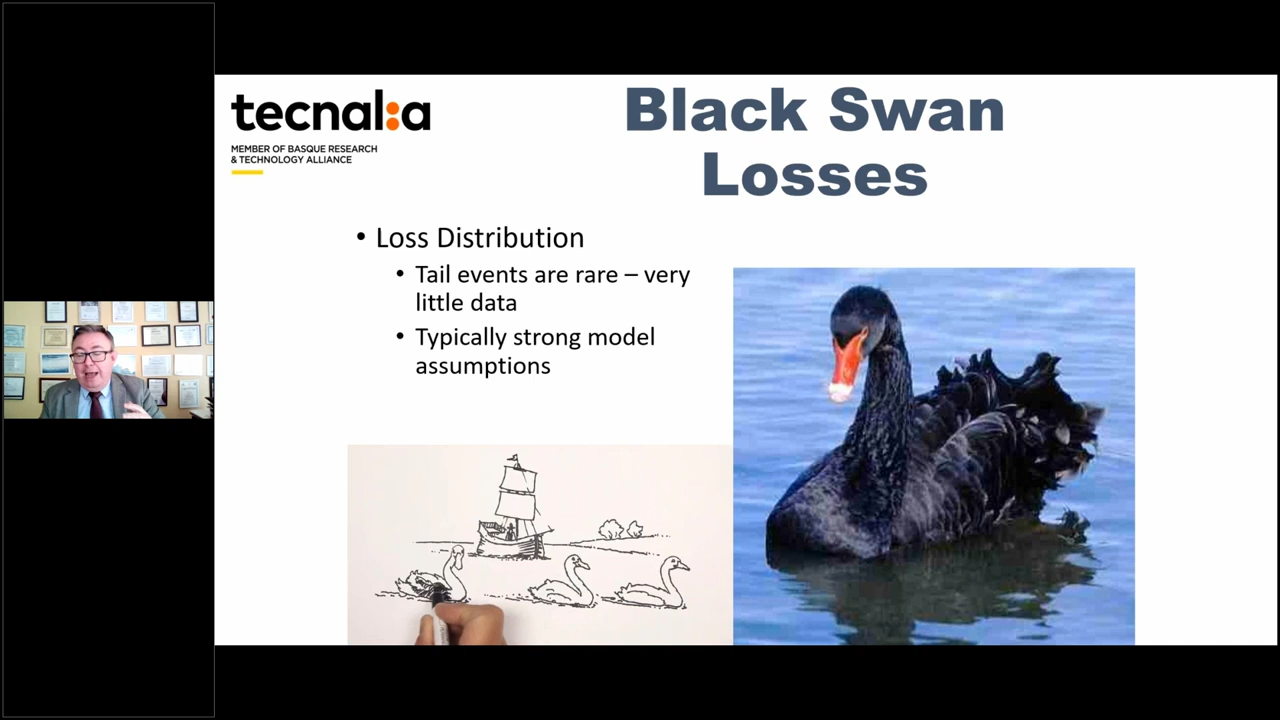 tecnal:a
MEMBER OF BASQUE RESEARCH
& TECHNOLOGY ALLIANCE
Black Swan
Losses
• Loss Distribution
• Tail events are rare – very
little data
• Typically strong model
assumptions